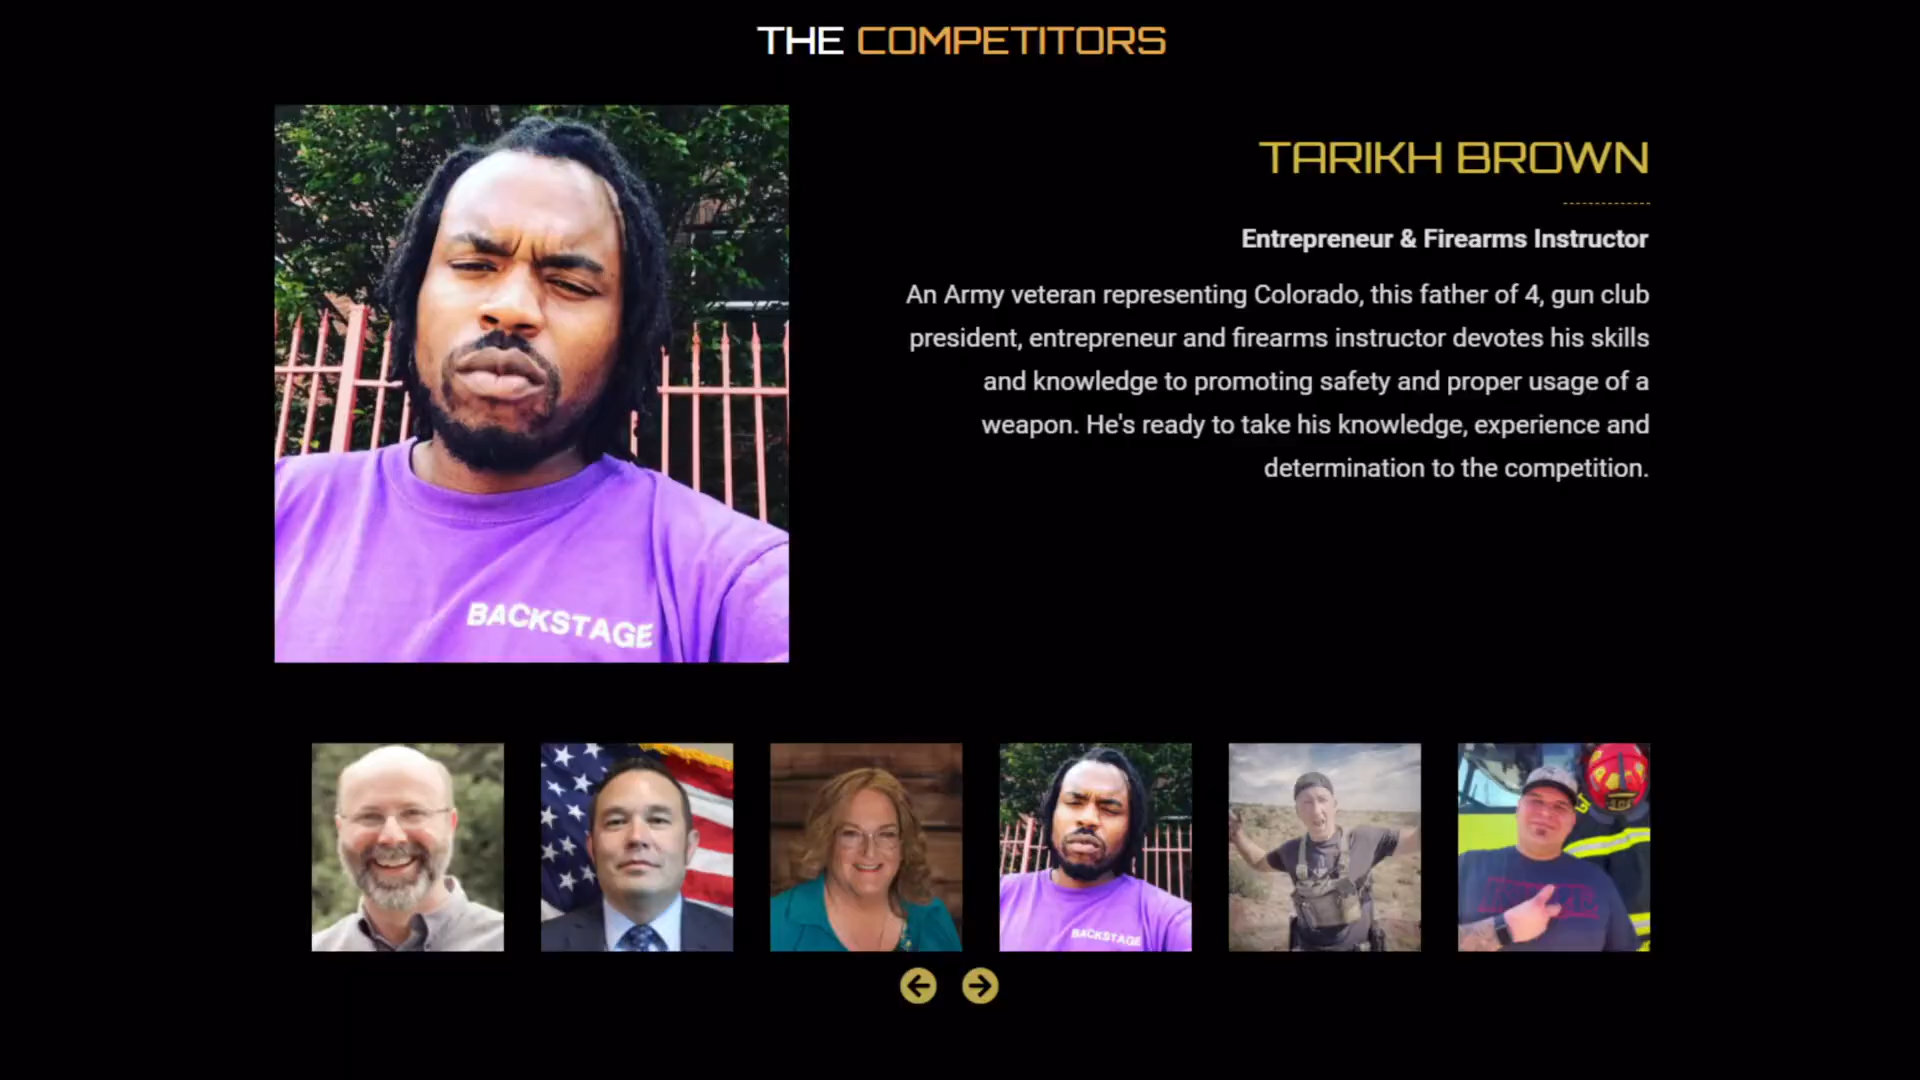 THE COMPETITORS
TARIKH BROWN
Entrepreneur & Firearms Instructor
An Army veteran representing Colorado, this father of 4, gun club
president, entrepreneur and firearms instructor devotes his skills
and knowledge to promoting safety and proper usage of a
weapon. He's ready to take his knowledge, experience and
determination to the competition.
BACKSTAGE
BACKSTAGE